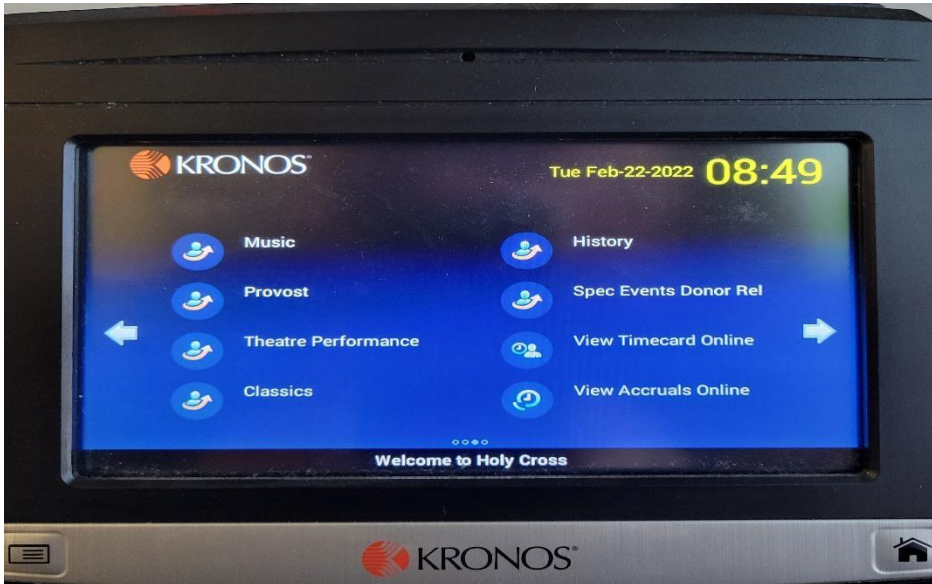 KRONOS®
Tue Feb-22-2022 08:49
Music
History
Provost
Spec Events Donor Rel
Theatre Performance
View Timecard Online
Classics
View Accruals Online
Welcome to Holy Cross
KRONOS®